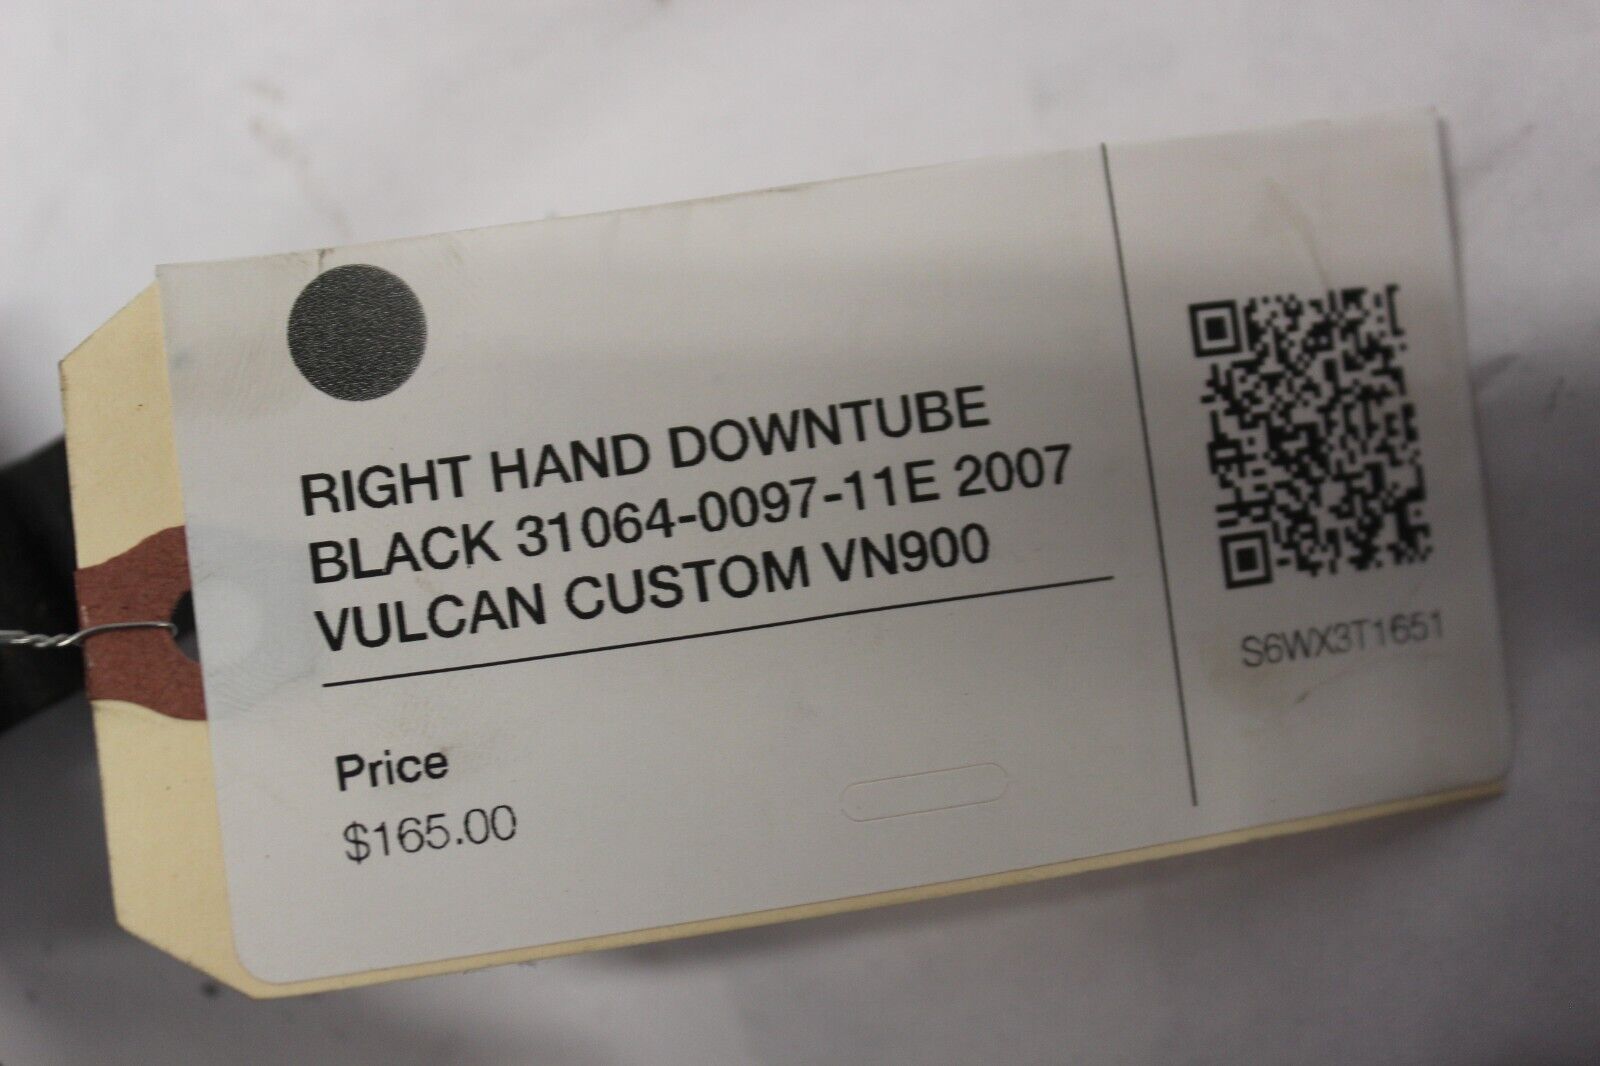 RIGHT HAND DOWNTUBE
BLACK 31064-0097-11E 2007
VULCAN CUSTOM VN900
Price
$165.00
S6WX3T1651